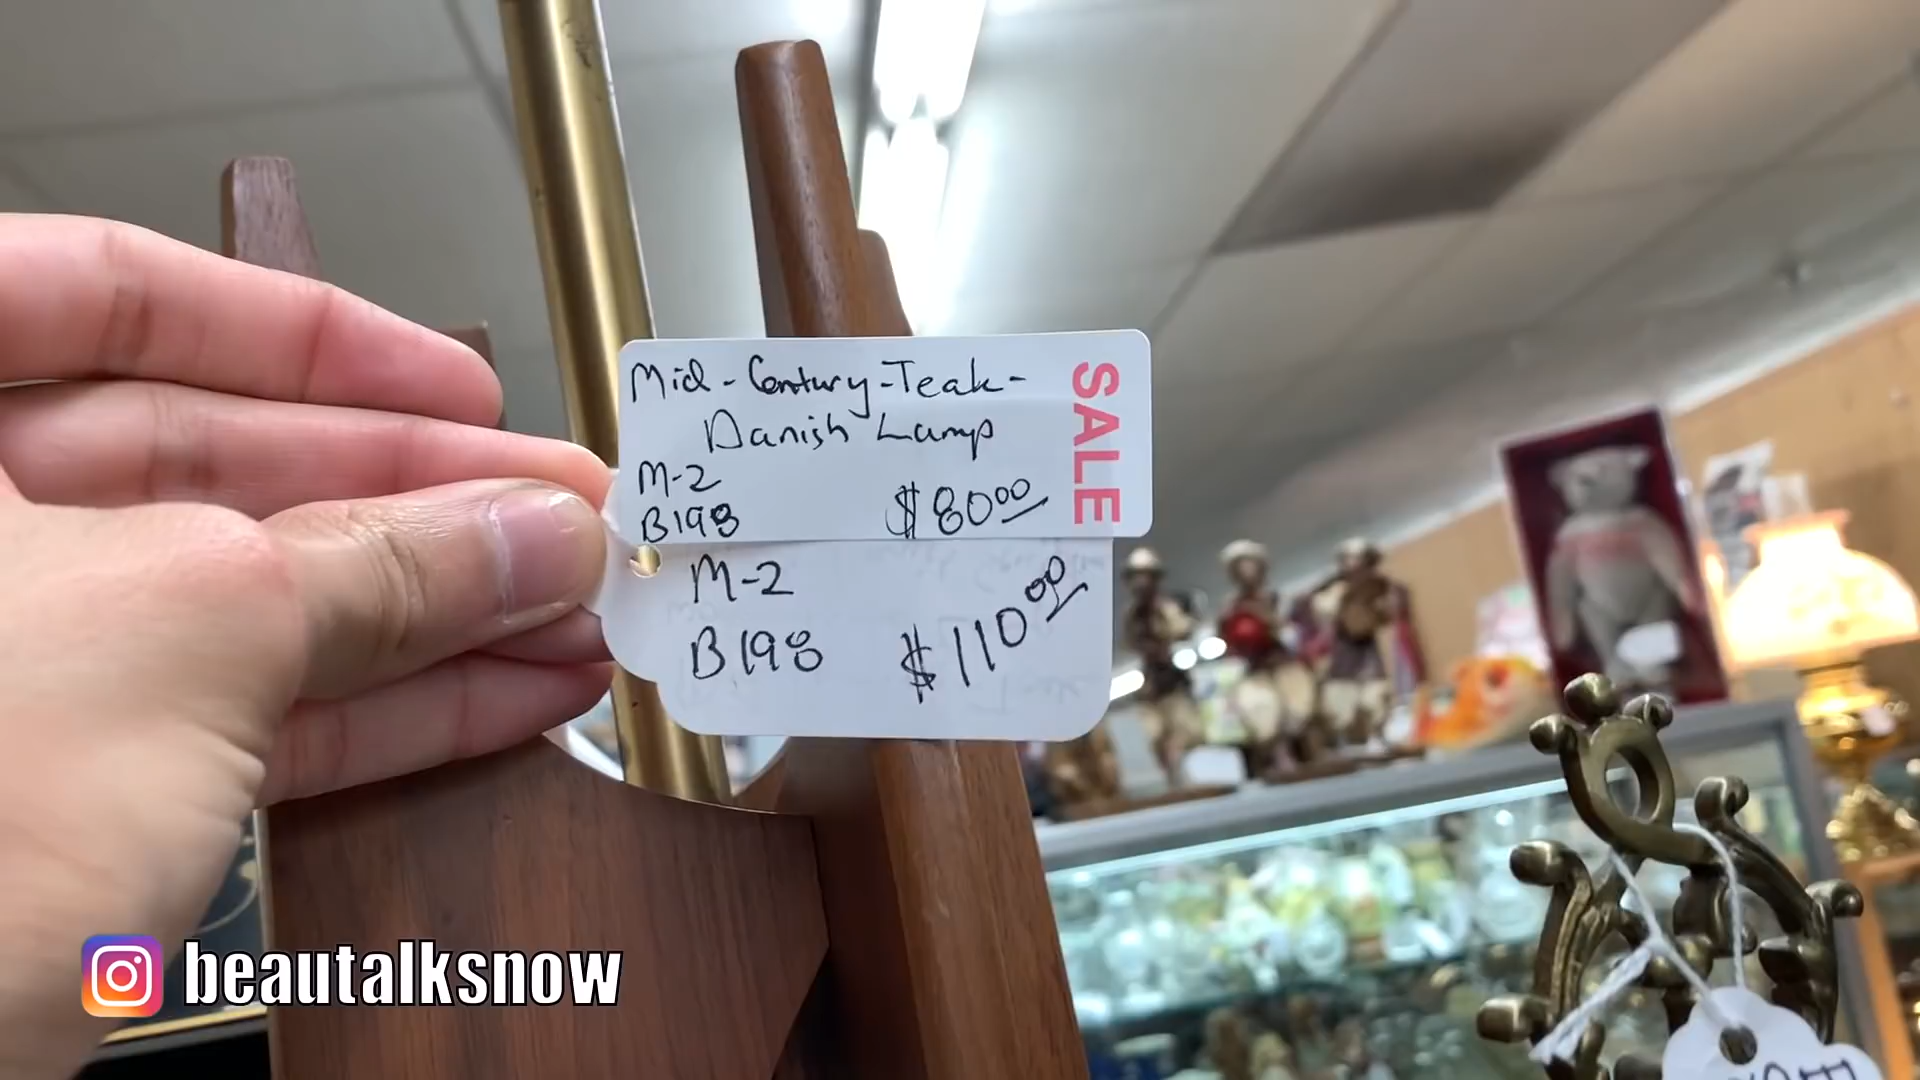 Mid-Century-Teak-
Danish Lamp
M-2
B198 $80.00
SALE
M-2
B198 $110.00
beautalksnow